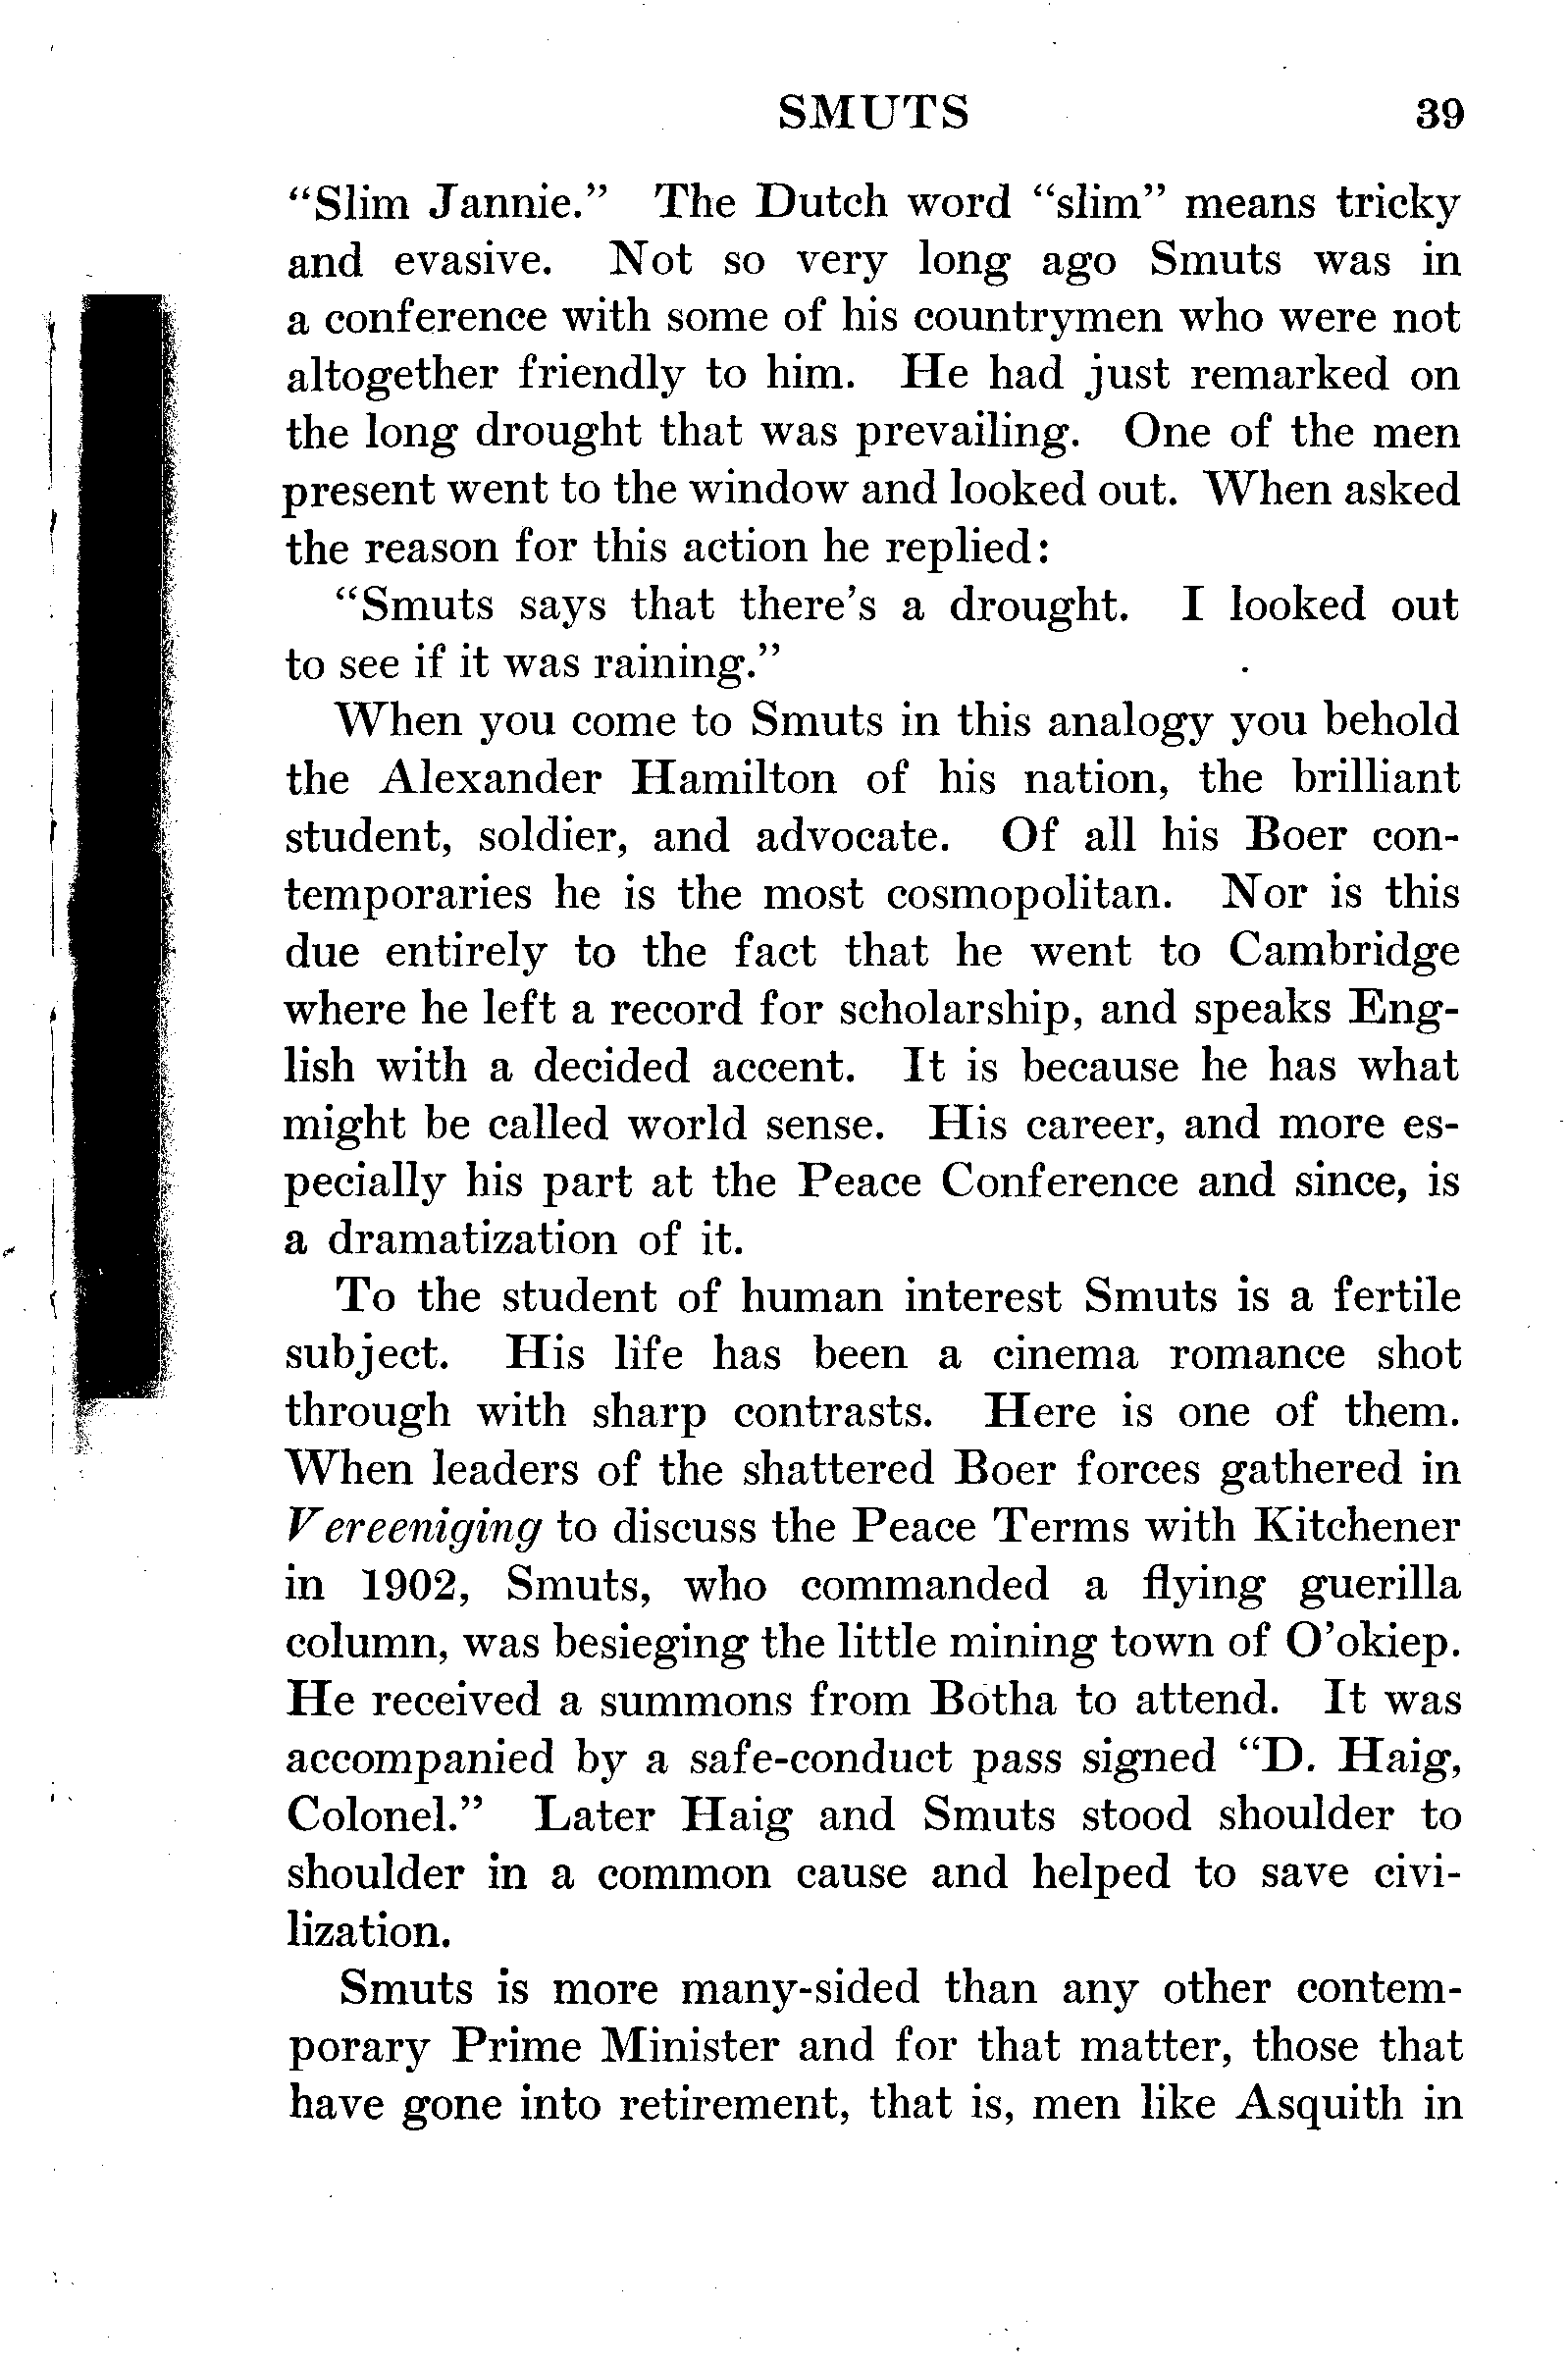 SMUTS 39
“Slim Jannie.” The Dutch word “slim” means tricky
and evasive. Not so very long ago Smuts was in
a conference with some of his countrymen who were not
altogether friendly to him. He had just remarked on
the long drought that was prevailing. One of the men
present went to the window and looked out. When asked
the reason for this action he replied:
“Smuts says that there’s a drought. I looked out
to see if it was raining.”
When you come to Smuts in this analogy you behold
the Alexander Hamilton of his nation, the brilliant
student, soldier, and advocate. Of all his Boer con-
temporaries he is the most cosmopolitan. Nor is this
due entirely to the fact that he went to Cambridge
where he left a record for scholarship, and speaks Eng-
lish with a decided accent. It is because he has what
might be called world sense. His career, and more es-
pecially his part at the Peace Conference and since, is
a dramatization of it.
To the student of human interest Smuts is a fertile
subject. His life has been a cinema romance shot
through with sharp contrasts. Here is one of them.
When leaders of the shattered Boer forces gathered in
Vereeniging to discuss the Peace Terms with Kitchener
in 1902, Smuts, who commanded a flying guerilla
column, was besieging the little mining town of O’okiep.
He received a summons from Botha to attend. It was
accompanied by a safe-conduct pass signed “D. Haig,
Colonel.” Later Haig and Smuts stood shoulder to
shoulder in a common cause and helped to save civi-
lization.
Smuts is more many-sided than any other contem-
porary Prime Minister and for that matter, those that
have gone into retirement, that is, men like Asquith in